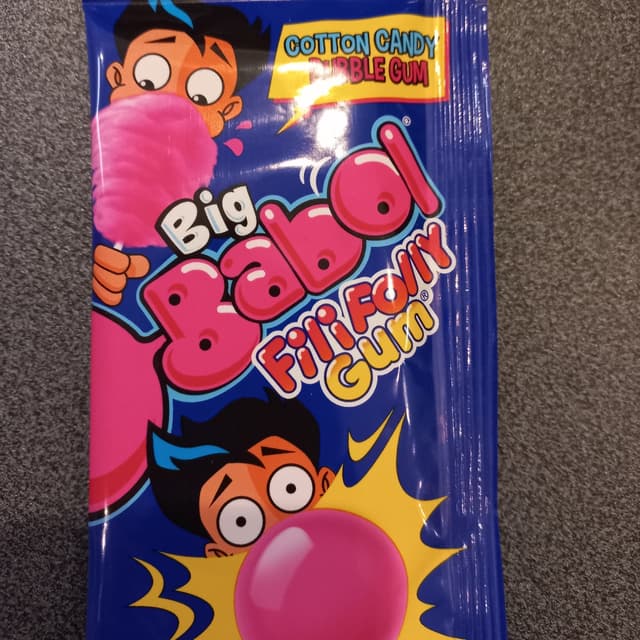 COTTON CANDY
BUBBLE GUM
Big
Babol®
Fili Folly
Gum®